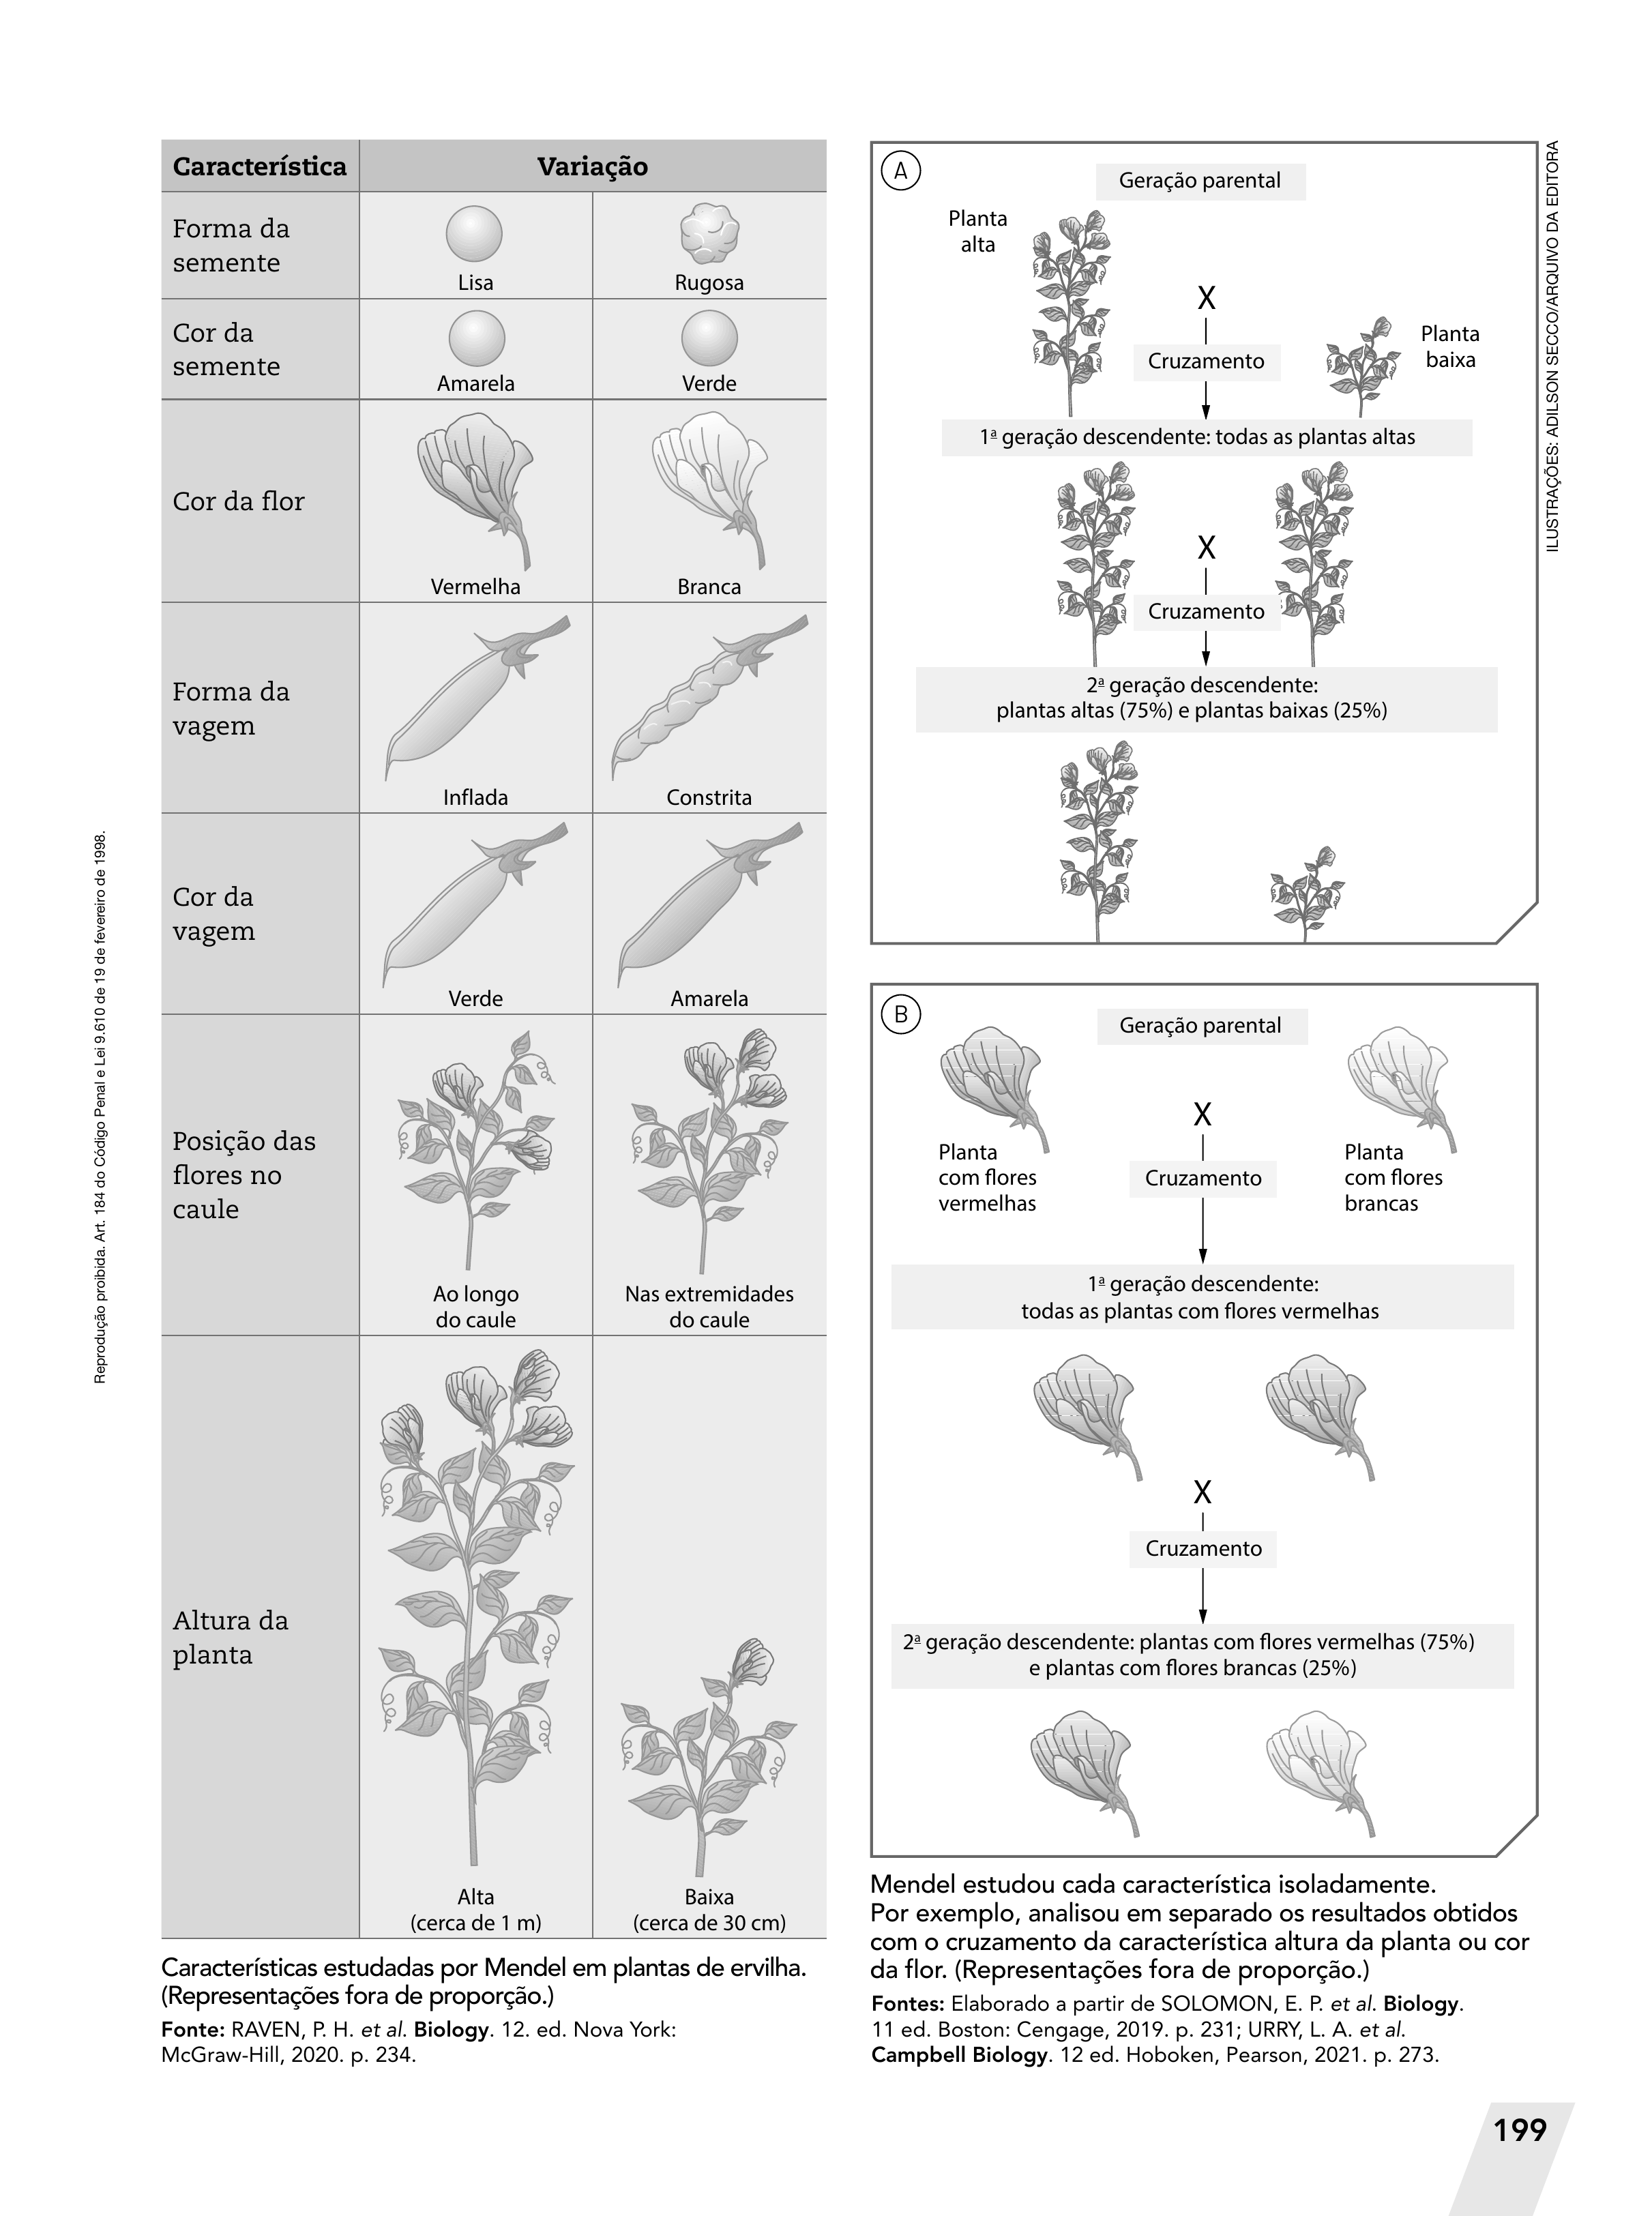 Característica
Variação
Forma da
semente
Lisa
Rugosa
Cor da
semente
Amarela
Verde
Cor da flor
Vermelha
Branca
Forma da
vagem
Inflada
Constrita
Cor da
vagem
Verde
Amarela
Posição das
flores no
caule
Ao longo
do caule
Nas extremidades
do caule
Altura da
planta
Alta
(cerca de 1 m)
Baixa
(cerca de 30 cm)
Características estudadas por Mendel em plantas de ervilha.
(Representações fora de proporção.)
Fonte: RAVEN, P. H. et al. Biology. 12. ed. Nova York:
McGraw-Hill, 2020. p. 234.
A
Geração parental
Planta
alta
X
Planta
baixa
Cruzamento
1ª geração descendente: todas as plantas altas
X
Cruzamento
2ª geração descendente:
plantas altas (75%) e plantas baixas (25%)
B
Geração parental
X
Planta
com flores
vermelhas
Cruzamento
Planta
com flores
brancas
1ª geração descendente:
todas as plantas com flores vermelhas
X
Cruzamento
2ª geração descendente: plantas com flores vermelhas (75%)
e plantas com flores brancas (25%)
Mendel estudou cada característica isoladamente.
Por exemplo, analisou em separado os resultados obtidos
com o cruzamento da característica altura da planta ou cor
da flor. (Representações fora de proporção.)
Fontes: Elaborado a partir de SOLOMON, E. P. et al. Biology.
11 ed. Boston: Cengage, 2019. p. 231; URRY, L. A. et al.
Campbell Biology. 12 ed. Hoboken, Pearson, 2021. p. 273.
ILUSTRAÇÕES: ADILSON SECCO/ARQUIVO DA EDITORA
Reprodução proibida. Art. 184 do Código Penal e Lei 9.610 de 19 de fevereiro de 1998.
199